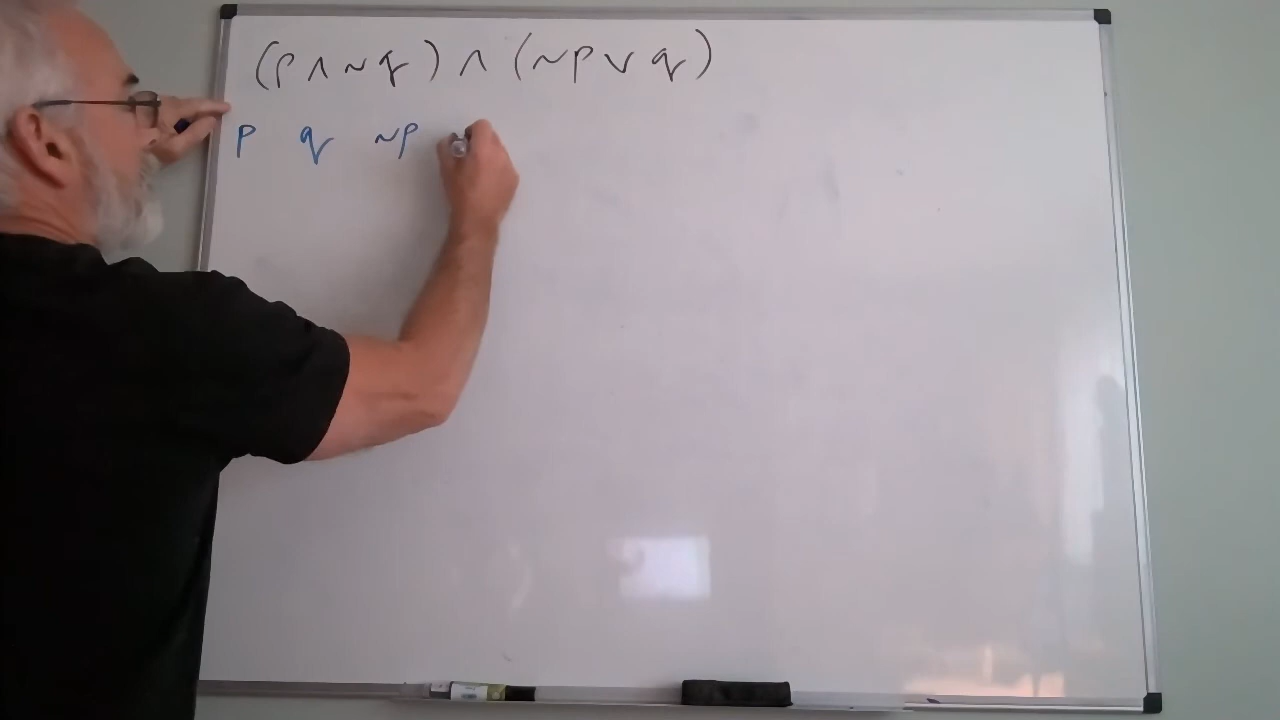 (p ∧ ~q) ∧ (~p ∨ q)
p q ~p